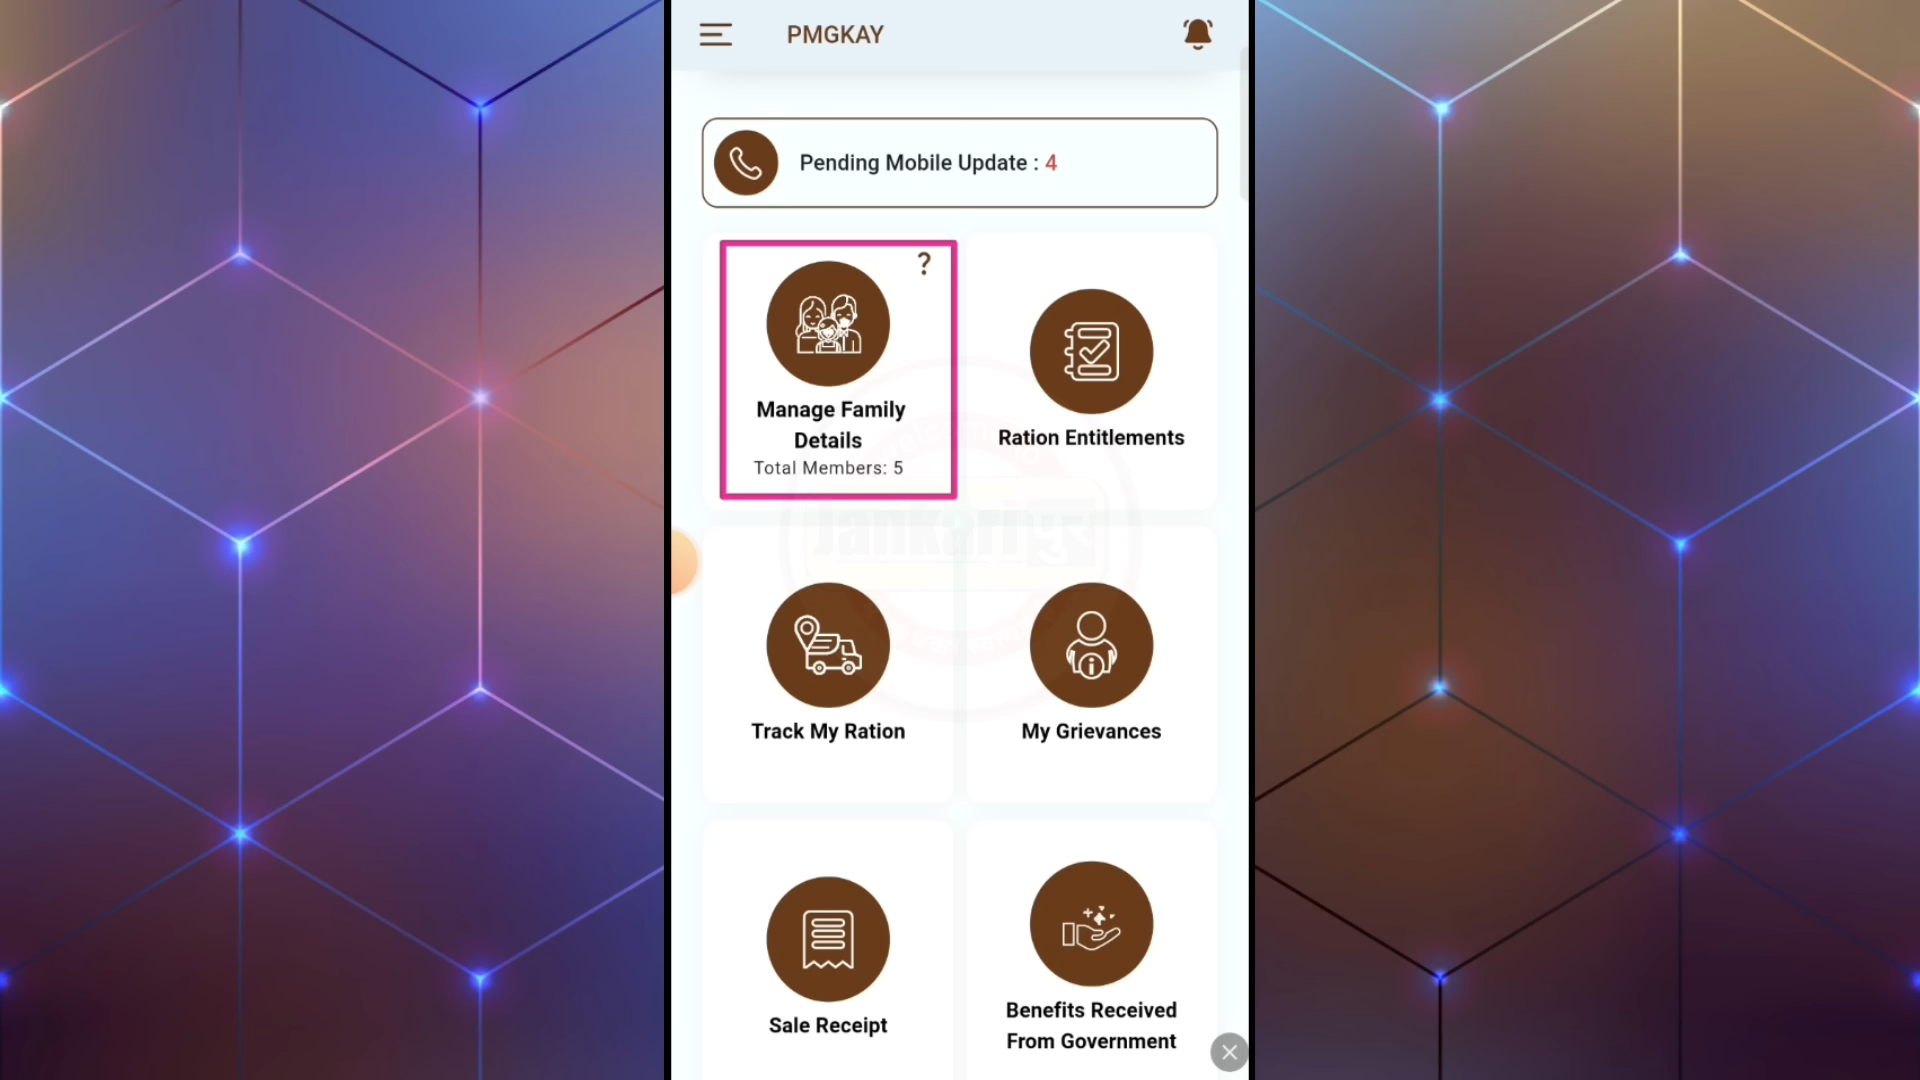 PMGKAY
Pending Mobile Update : 4
?
Manage Family
Details
Total Members: 5
Ration Entitlements
Jankariपुर
Track My Ration
My Grievances
Sale Receipt
Benefits Received
From Government